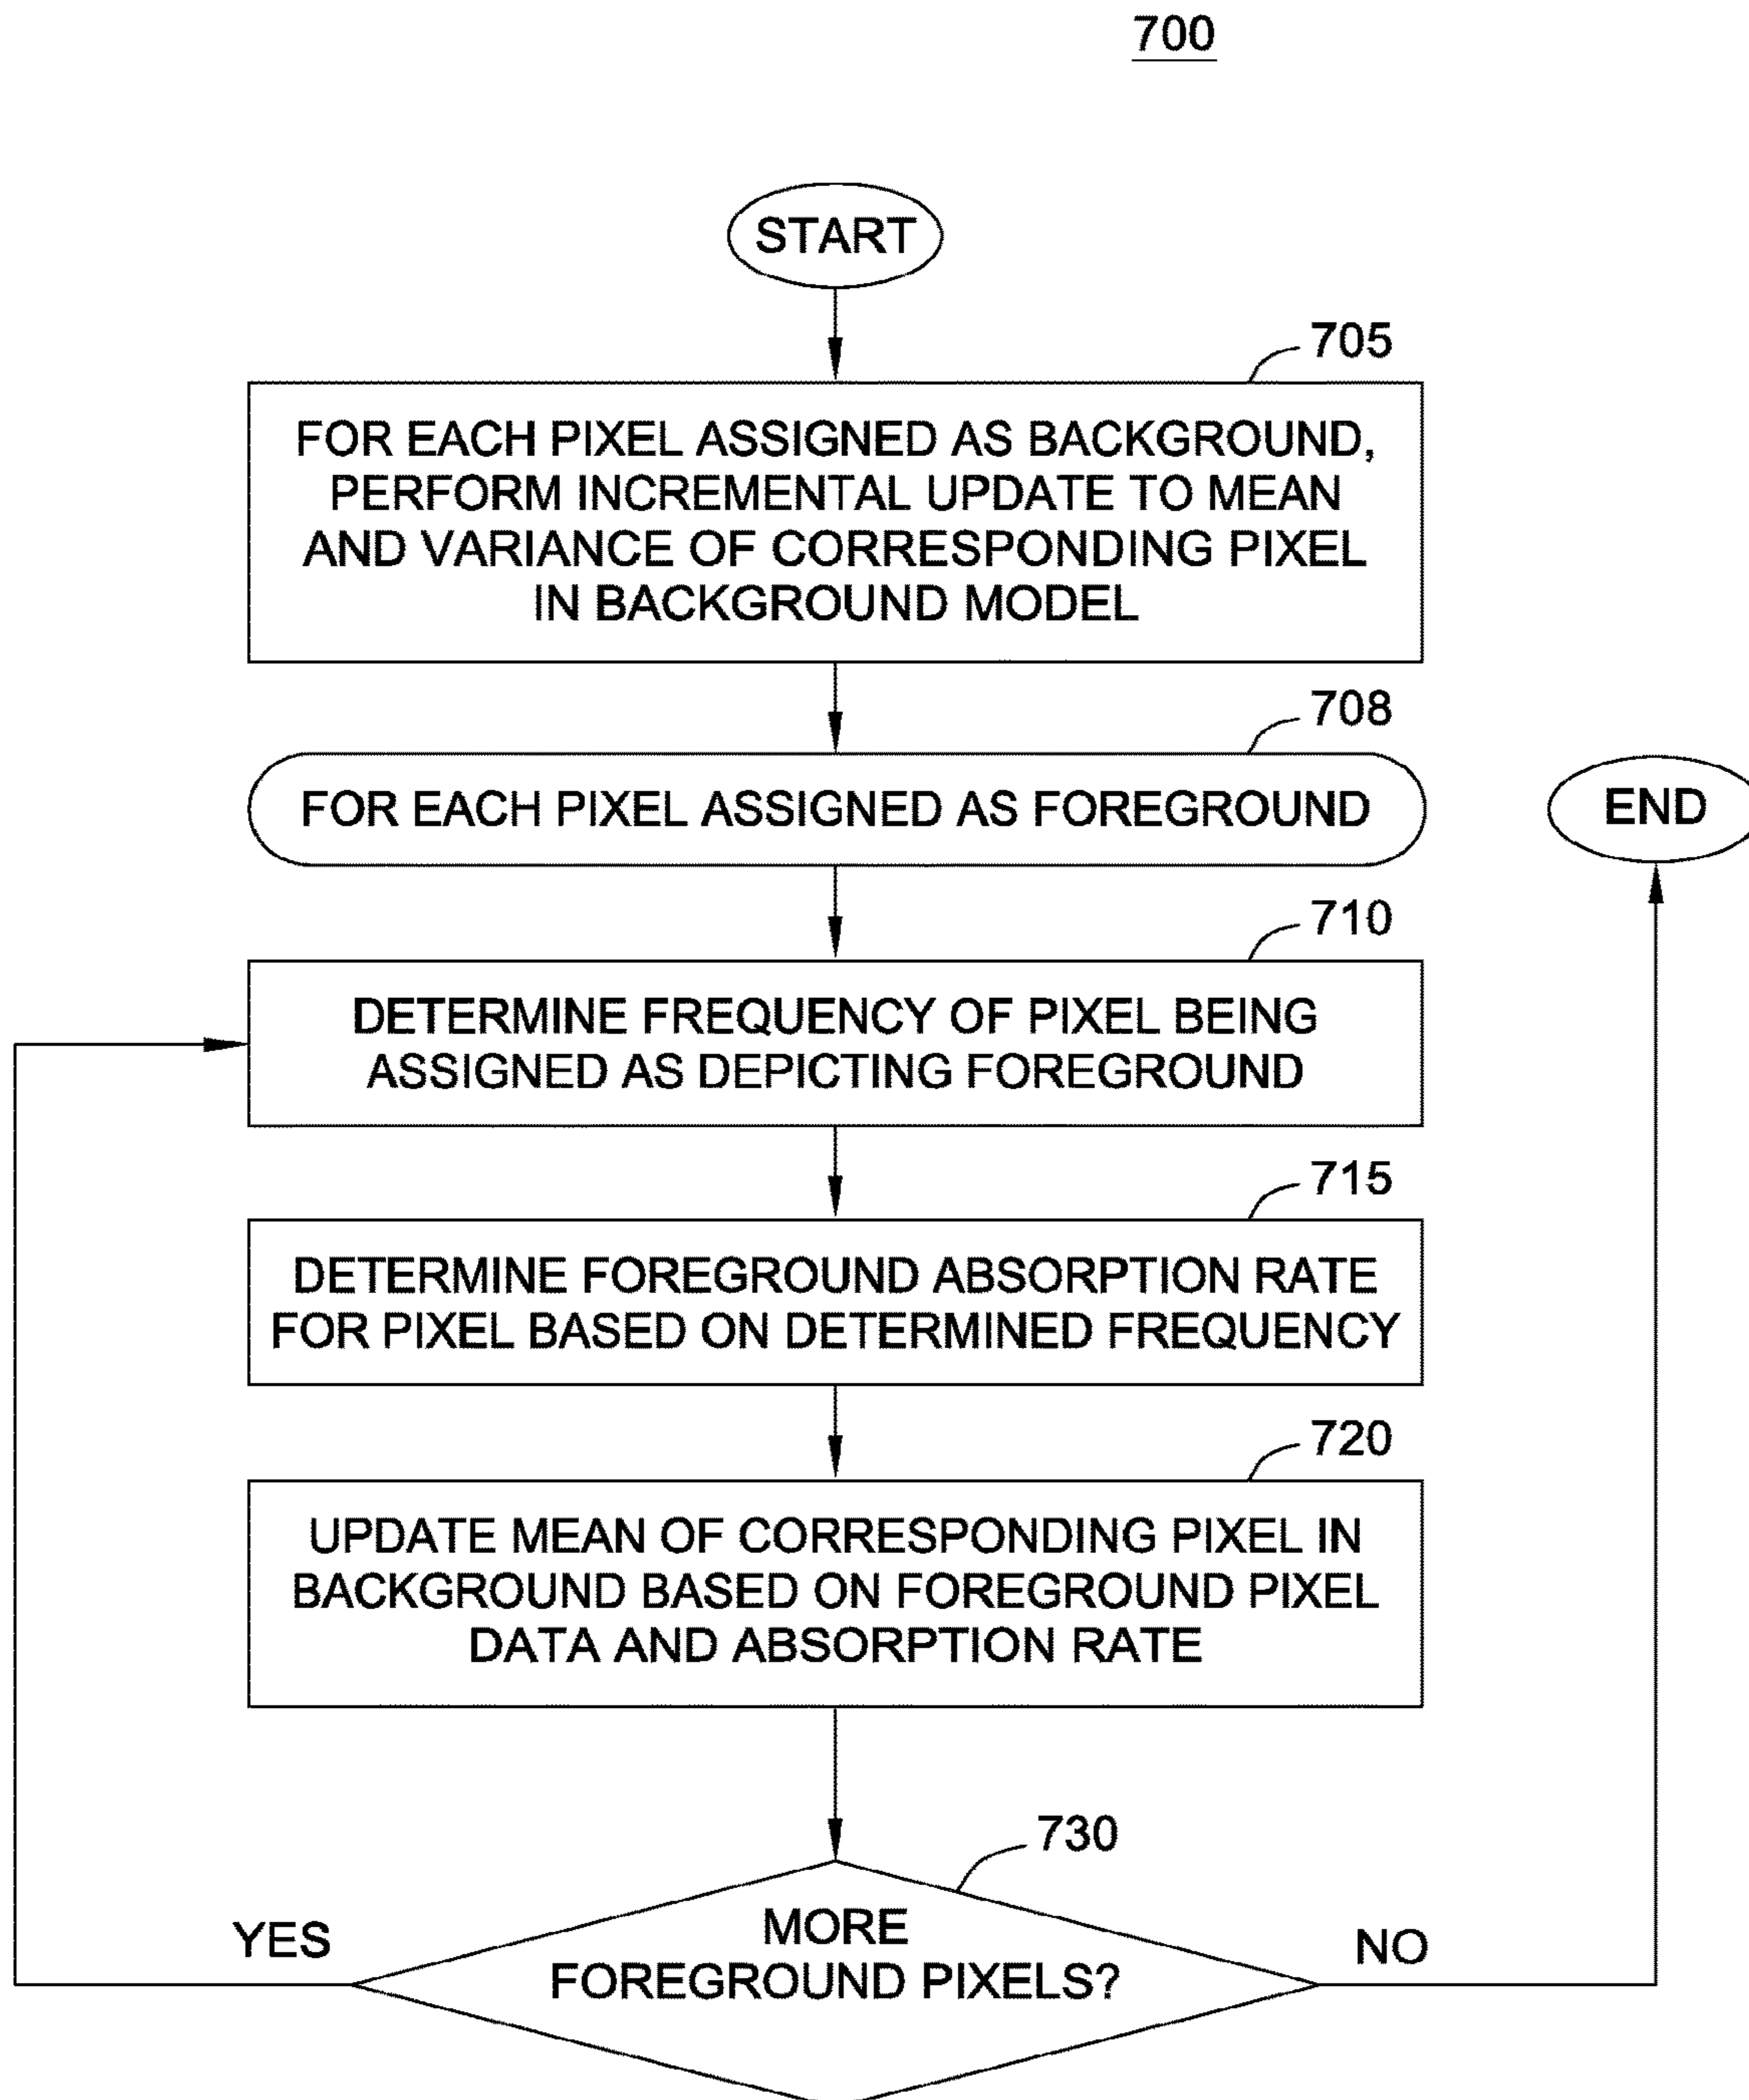 700
START
705
FOR EACH PIXEL ASSIGNED AS BACKGROUND,
PERFORM INCREMENTAL UPDATE TO MEAN
AND VARIANCE OF CORRESPONDING PIXEL
IN BACKGROUND MODEL
708
FOR EACH PIXEL ASSIGNED AS FOREGROUND
END
710
DETERMINE FREQUENCY OF PIXEL BEING
ASSIGNED AS DEPICTING FOREGROUND
715
DETERMINE FOREGROUND ABSORPTION RATE
FOR PIXEL BASED ON DETERMINED FREQUENCY
720
UPDATE MEAN OF CORRESPONDING PIXEL IN
BACKGROUND BASED ON FOREGROUND PIXEL
DATA AND ABSORPTION RATE
730
YES
MORE
FOREGROUND PIXELS?
NO